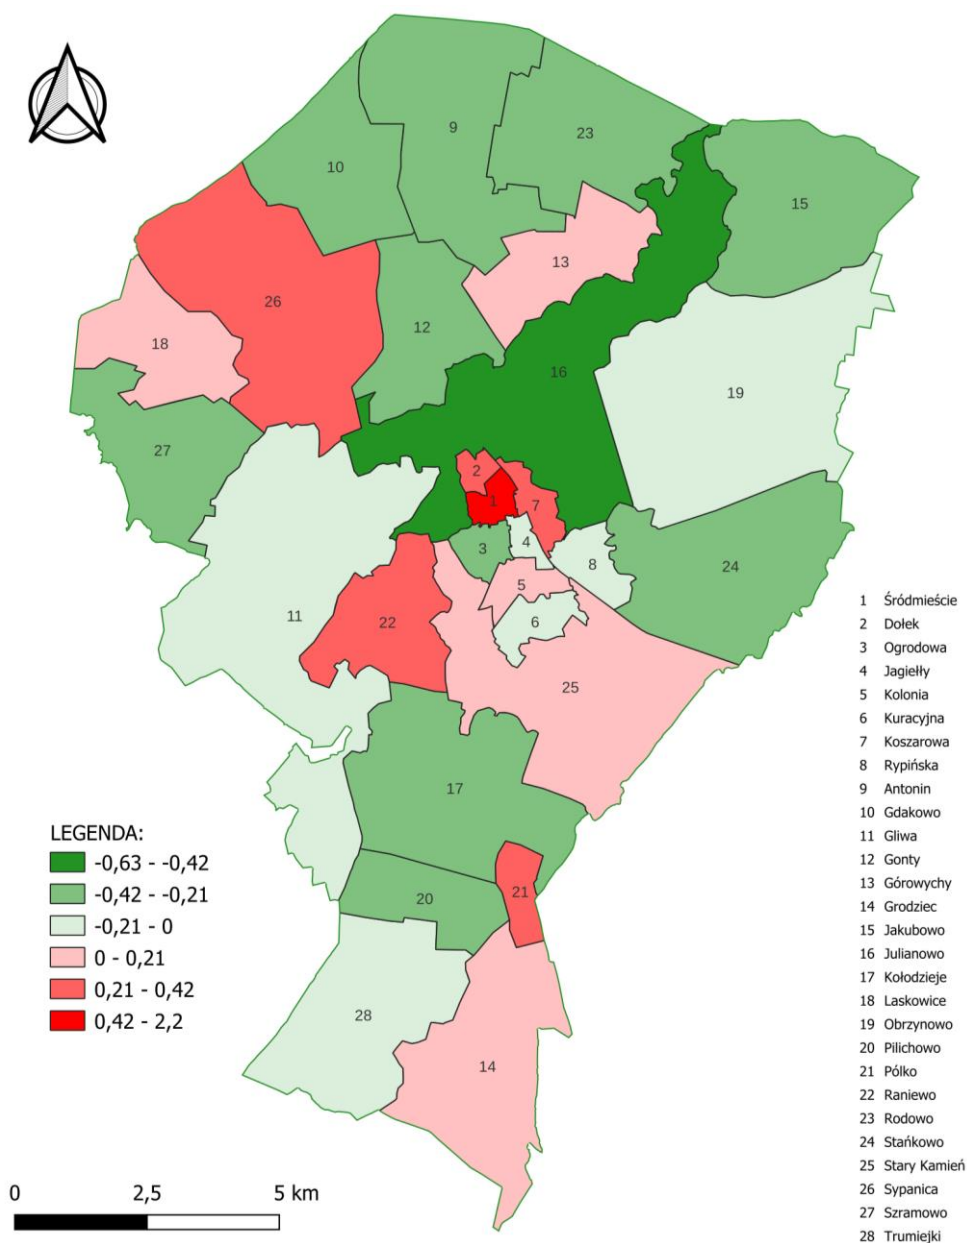 9
23
10
15
13
26
12
18
16
19
27
2
1
7
3
4
8
24
5
11
22
6
25
17
20
21
28
14
LEGENDA:
-0,63 - -0,42
-0,42 - -0,21
-0,21 - 0
0 - 0,21
0,21 - 0,42
0,42 - 2,2
0 2,5 5 km
1 Śródmieście
2 Dołek
3 Ogrodowa
4 Jagiełły
5 Kolonia
6 Kuracyjna
7 Koszarowa
8 Rypińska
9 Antonin
10 Gdakowo
11 Gliwa
12 Gonty
13 Górowychy
14 Grodziec
15 Jakubowo
16 Julianowo
17 Kołodzieje
18 Laskowice
19 Obrzynowo
20 Pilichowo
21 Pólko
22 Raniewo
23 Rodowo
24 Stańkowo
25 Stary Kamień
26 Sypanica
27 Szramowo
28 Trumiejki